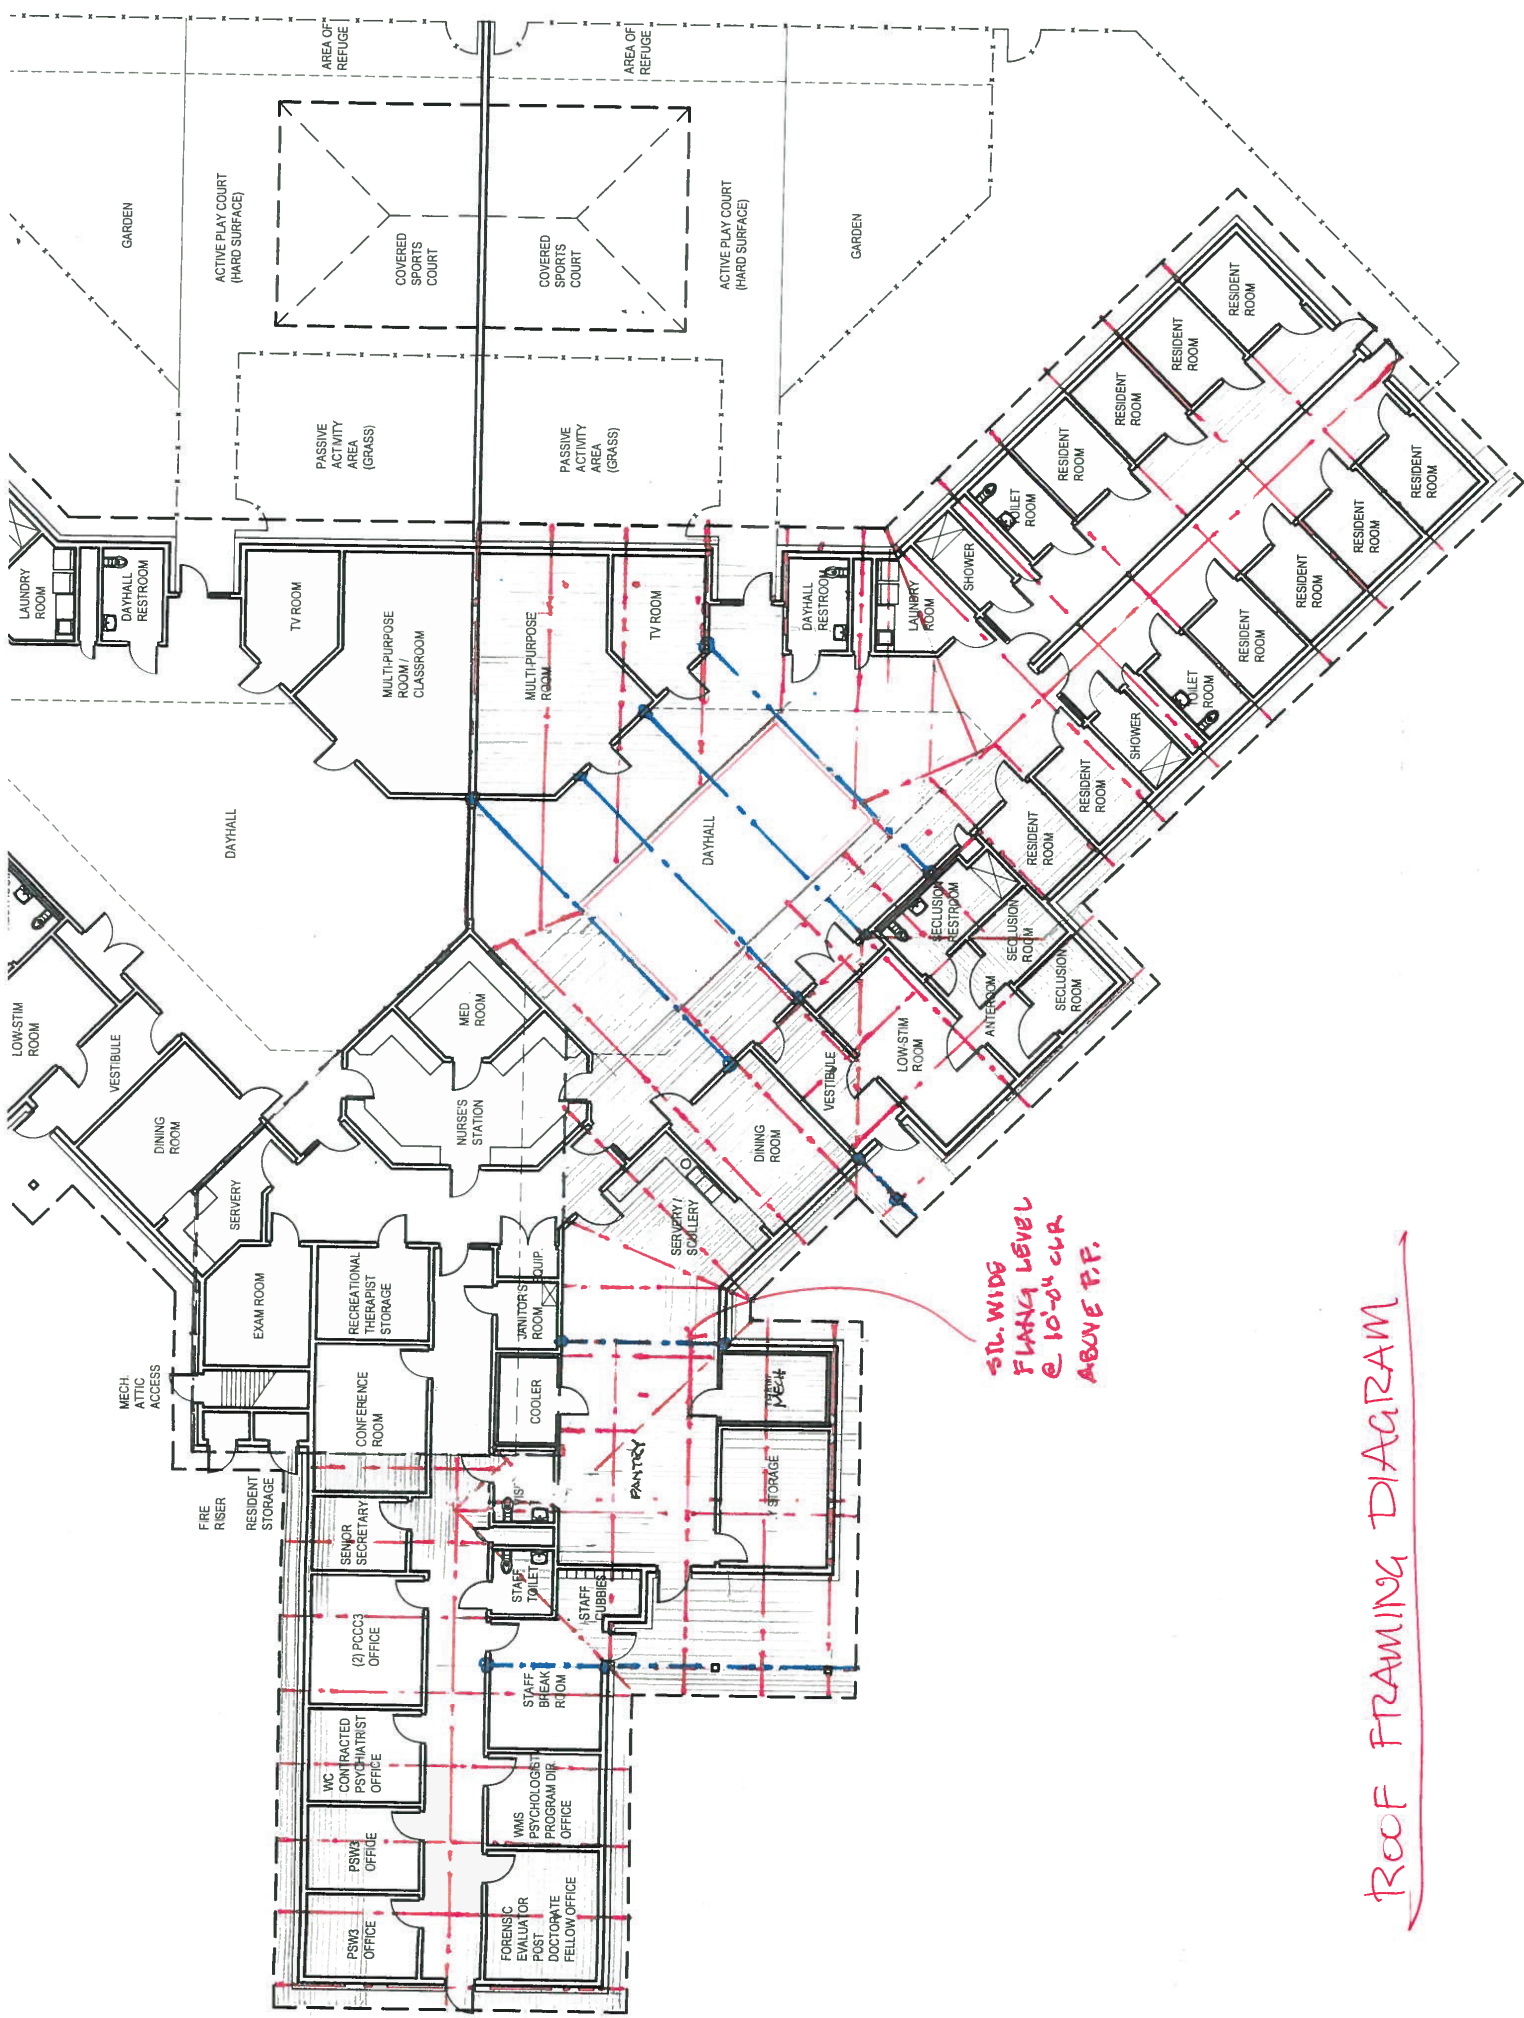 LOW-STIM
ROOM
LAUNDRY
ROOM
VESTIBULE
DAYHALL
RESTROOM
GARDEN
MECH.
ATTIC
ACCESS
DINING
ROOM
FIRE
RISER
RESIDENT
STORAGE
SERVERY
DAYHALL
ACTIVE PLAY COURT
(HARD SURFACE)
EXAM ROOM
TV ROOM
PASSIVE
ACTIVITY
AREA
(GRASS)
AREA OF
REFUGE
PSW3
OFFICE
PSW3
OFFICE
WC
CONTRACTED
PSYCHIATRIST
OFFICE
(2) PCCC3
OFFICE
SENIOR
SECRETARY
CONFERENCE
ROOM
RECREATIONAL
THERAPIST
STORAGE
MULTI-PURPOSE
ROOM /
CLASSROOM
COVERED
SPORTS
COURT
NURSE'S
STATION
MED
ROOM
FORENSIC
EVALUATOR
POST
DOCTORATE
FELLOW OFFICE
WMS
PSYCHOLOGIST/
PROGRAM DIR.
OFFICE
STAFF
BREAK
ROOM
STAFF
TOILET
COOLER
JANITOR'S
ROOM
EQUIP.
MULTI-PURPOSE
ROOM
COVERED
SPORTS
COURT
PASSIVE
ACTIVITY
AREA
(GRASS)
STAFF
CUBBIES
PANTRY
SERVERY /
SCULLERY
DAYHALL
TV ROOM
AREA OF
REFUGE
ACTIVE PLAY COURT
(HARD SURFACE)
STORAGE
MECH
DINING
ROOM
VESTIBULE
DAYHALL
RESTROOM
GARDEN
LOW-STIM
ROOM
LAUNDRY
ROOM
SECLUSION
RESTROOM
SHOWER
ANTEROOM
SECLUSION
ROOM
TOILET
ROOM
SECLUSION
ROOM
RESIDENT
ROOM
RESIDENT
ROOM
RESIDENT
ROOM
RESIDENT
ROOM
RESIDENT
ROOM
RESIDENT
ROOM
SHOWER
TOILET
ROOM
RESIDENT
ROOM
RESIDENT
ROOM
RESIDENT
ROOM
RESIDENT
ROOM
STL. WIDE
FLANG LEVEL
@ 10'-0" CLR
ABOVE F.F.
ROOF FRAMING DIAGRAM